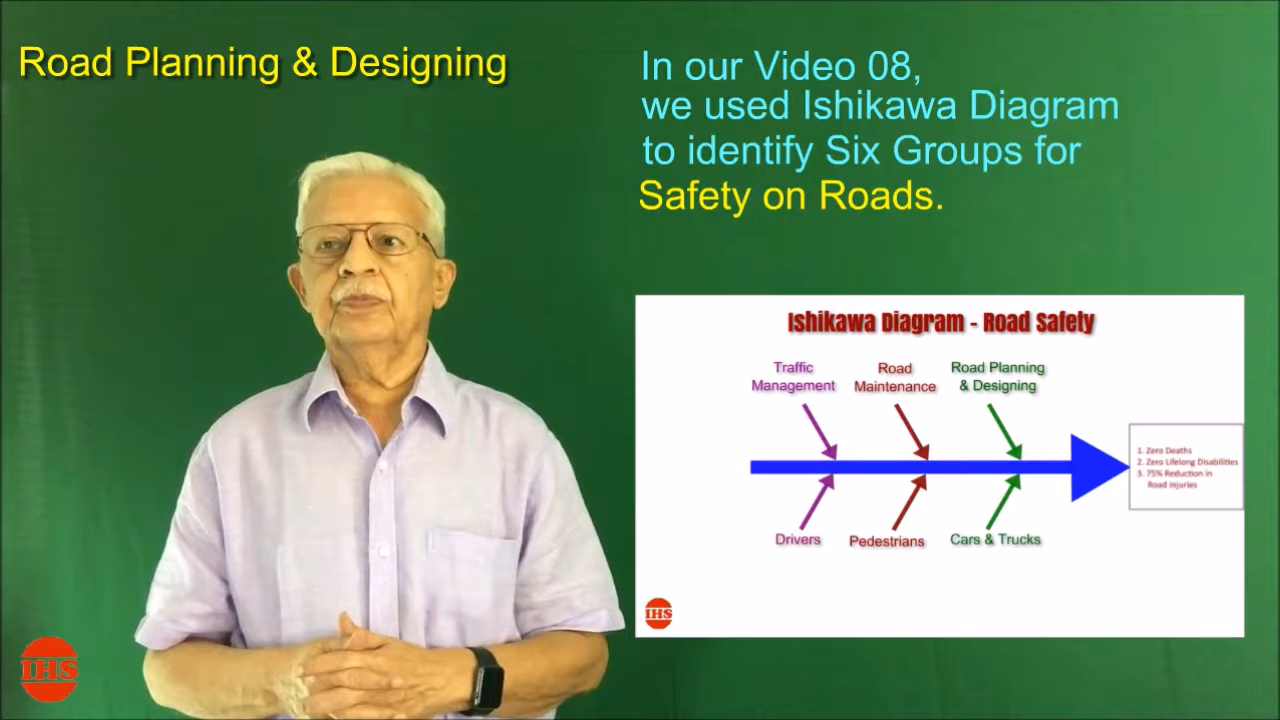 Road Planning & Designing
In our Video 08,
we used Ishikawa Diagram
to identify Six Groups for
Safety on Roads.
Ishikawa Diagram - Road Safety
Traffic
Management
Road
Maintenance
Road Planning
& Designing
1. Zero Deaths
2. Zero Lifelong Disabilities
3. 75% Reduction in
Road Injuries
Drivers
Pedestrians
Cars & Trucks
IHS
IHS